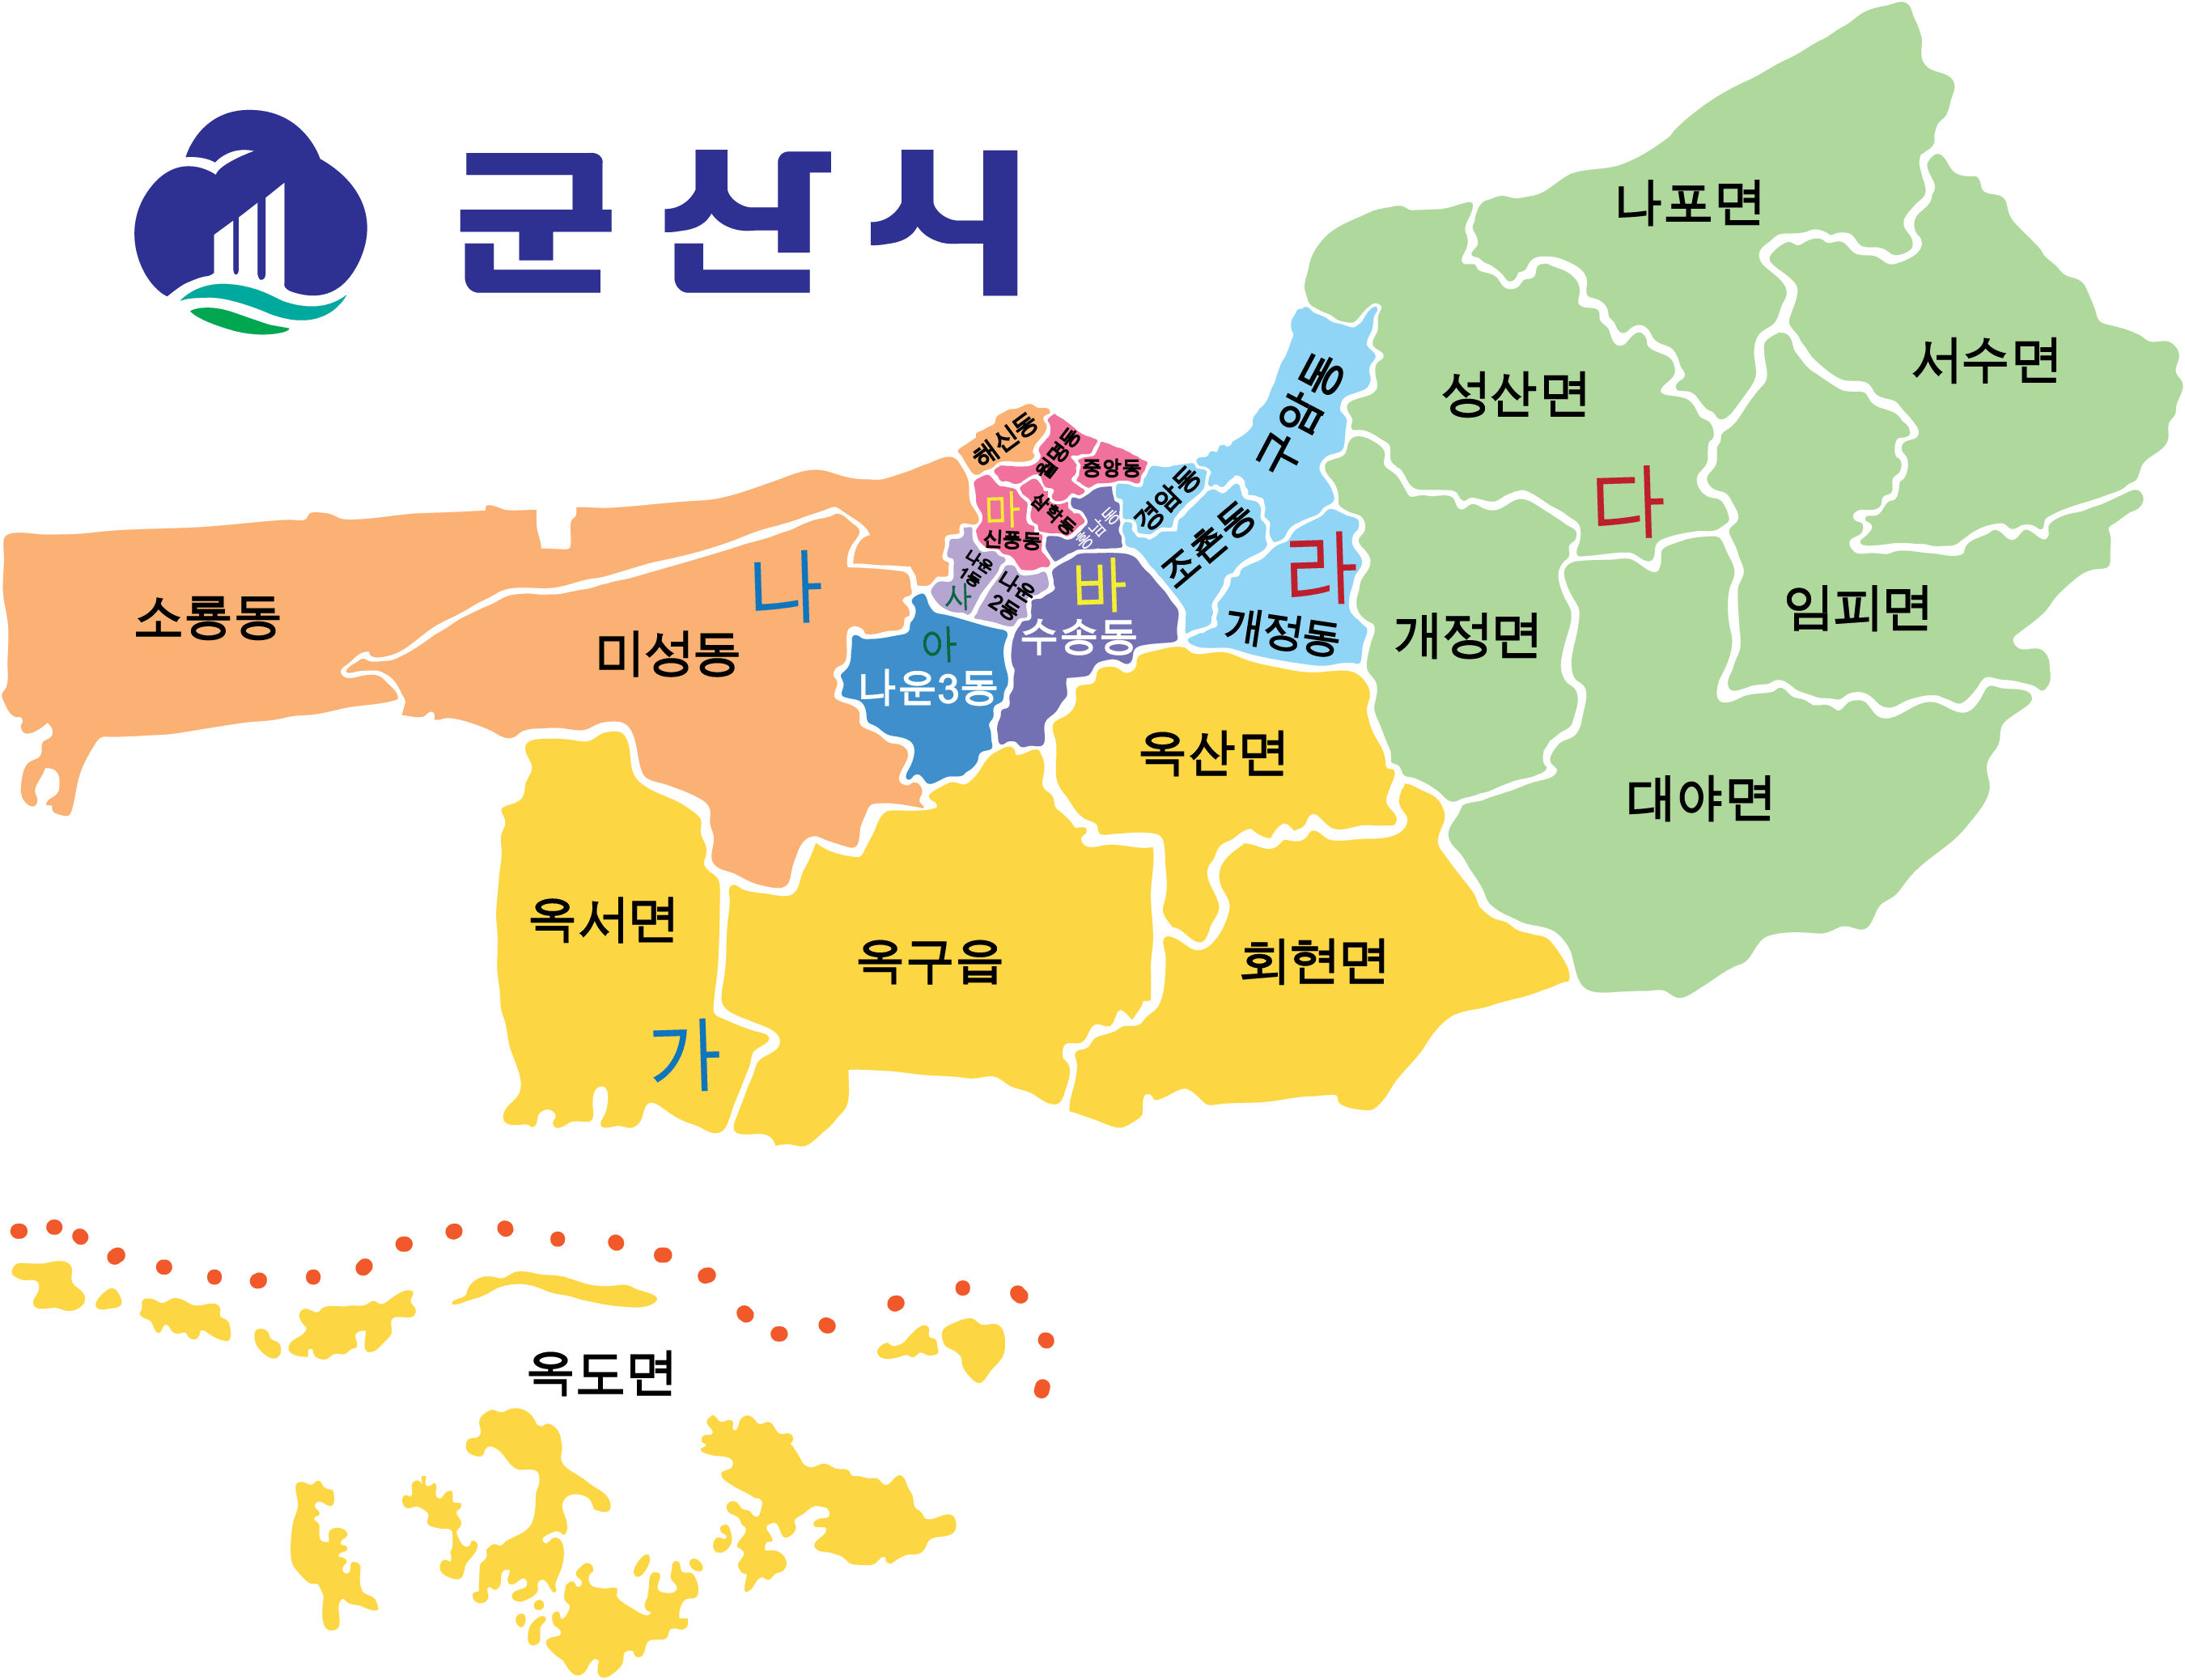 군산시
나포면
서수면
성산면
구암동
해신동
월명동
중앙동
다
경암동
마
삼학동
흥남동
신풍동
조촌동
라
나
나운
1동
사
나운
2동
바
소룡동
미성동
아
수송동
개정동
개정면
임피면
나운3동
옥산면
대야면
옥서면
옥구읍
회현면
가
옥도면